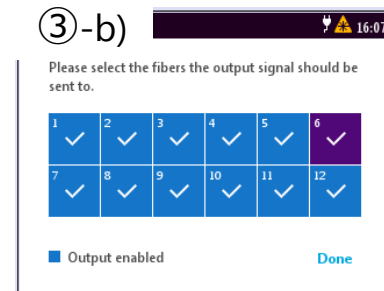 ③-b)
16:07
Please select the fibers the output signal should be
sent to.
1 2 3 4 5 6
7 8 9 10 11 12
Output enabled Done